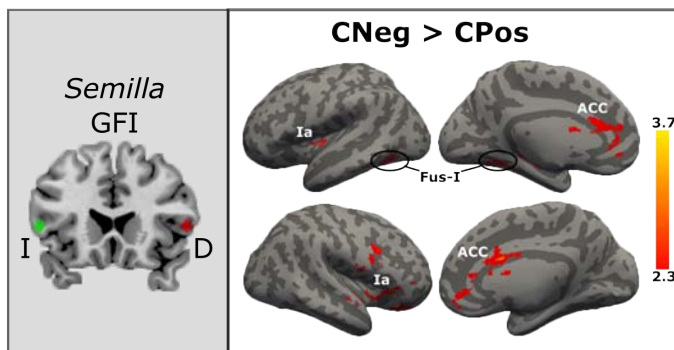 Semilla
GFI
I
D
CNeg > CPos
Ia
ACC
Fus-I
Ia
ACC
3.7
2.3